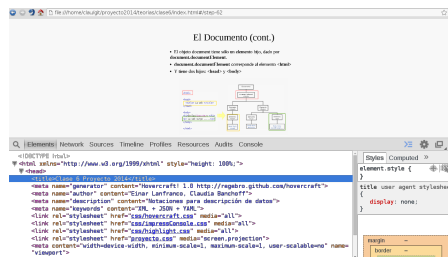 file:///home/cwurgt/proyecto2014/teorias/clase6/index.html#/step-62
El Documento (cont.)
• El objeto document tiene sólo un elemento hijo, dado por
document.documentElement.
• document.documentElement corresponde al elemento <html>
• Y tiene dos hijos: <head> y <body>
Elements Network Sources Timeline Profiles Resources Audits Console
<!DOCTYPE html>
▼<html xmlns="http://www.w3.org/1999/xhtml" style="height: 100%;">
▼<head>
<title>Clase 6 Proyecto 2014</title>
<meta name="generator" content="Hovercraft! 1.0 http://regebro.github.com/hovercraft">
<meta name="author" content="Einar Lanfranco, Claudia Banchoff">
<meta name="description" content="Notaciones para descripción de datos">
<meta name="keywords" content="XML + JSON + YAML">
<link rel="stylesheet" href="css/hovercraft.css" media="all">
<link rel="stylesheet" href="css/impressConsole.css" media="all">
<link rel="stylesheet" href="css/highlight.css" media="all">
<link rel="stylesheet" href="proyecto.css" media="screen,projection">
<meta content="width=device-width, minimum-scale=1, maximum-scale=1, user-scalable=no" name=
"viewport">
Styles Computed »
element.style {
}
title user agent styleshee
{
display: none;
}
margin –
border –